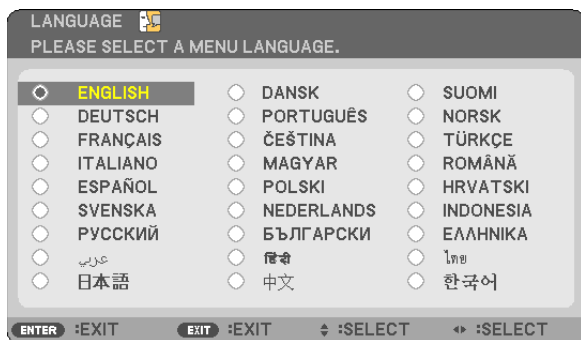 LANGUAGE
PLEASE SELECT A MENU LANGUAGE.
ENGLISH DANSK SUOMI
DEUTSCH PORTUGUÊS NORSK
FRANÇAIS ČEŠTINA TÜRKÇE
ITALIANO MAGYAR ROMÂNĂ
ESPAÑOL POLSKI HRVATSKI
SVENSKA NEDERLANDS INDONESIA
РУССКИЙ БЪЛГАРСКИ ΕΛΛΗΝΙΚΑ
عربي हिंदी ไทย
日本語 中文 한국어
ENTER :EXIT EXIT :EXIT :SELECT :SELECT